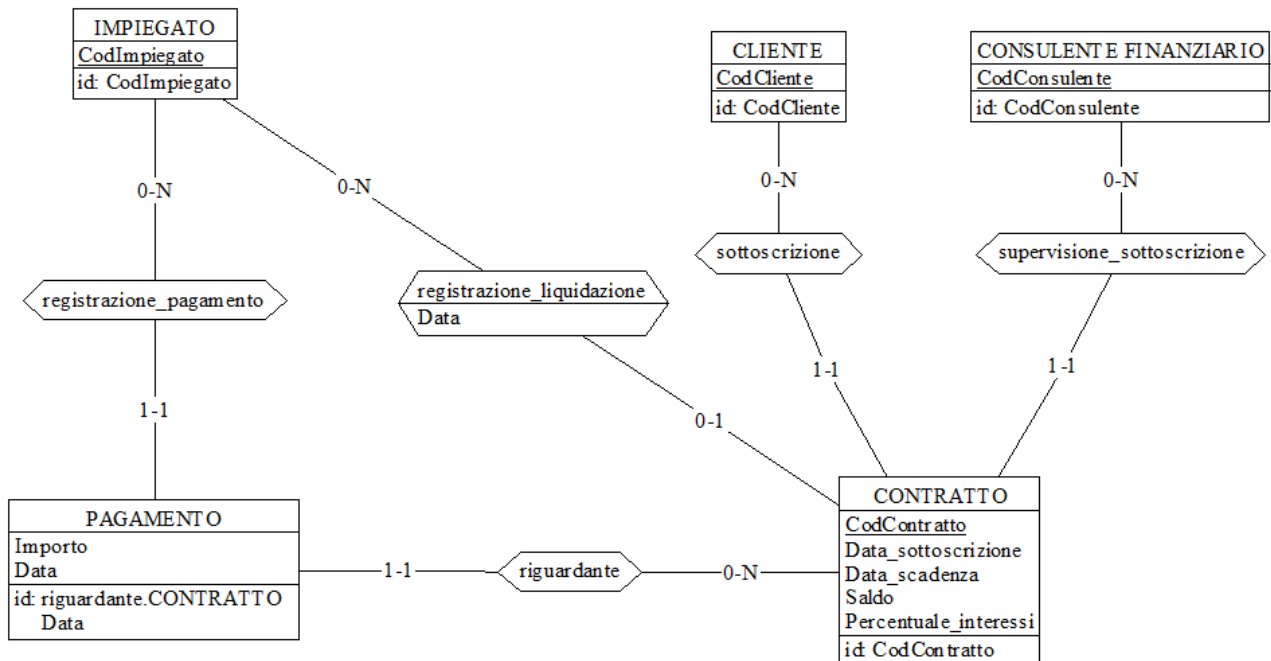 IMPIEGATO
CodImpiegato
id: CodImpiegato
CLIENTE
CodCliente
id: CodCliente
CONSULENTE FINANZIARIO
CodConsulente
id: CodConsulente
0-N
0-N
0-N
0-N
sottoscrizione
supervisione_sottoscrizione
registrazione_pagamento
registrazione_liquidazione
Data
1-1
1-1
1-1
0-1
PAGAMENTO
Importo
Data
id: riguardante.CONTRATTO
Data
1-1
riguardante
0-N
CONTRATTO
CodContratto
Data_sottoscrizione
Data_scadenza
Saldo
Percentuale_interessi
id: CodContratto